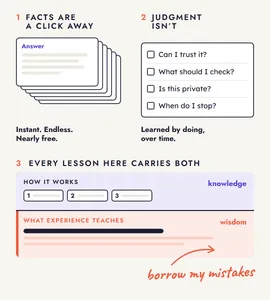 1 FACTS ARE
A CLICK AWAY
Answer
Instant. Endless.
Nearly free.
2 JUDGMENT
ISN'T
Can I trust it?
What should I check?
Is this private?
When do I stop?
Learned by doing,
over time.
3 EVERY LESSON HERE CARRIES BOTH
HOW IT WORKS
knowledge
1
2
3
WHAT EXPERIENCE TEACHES
wisdom
borrow my mistakes